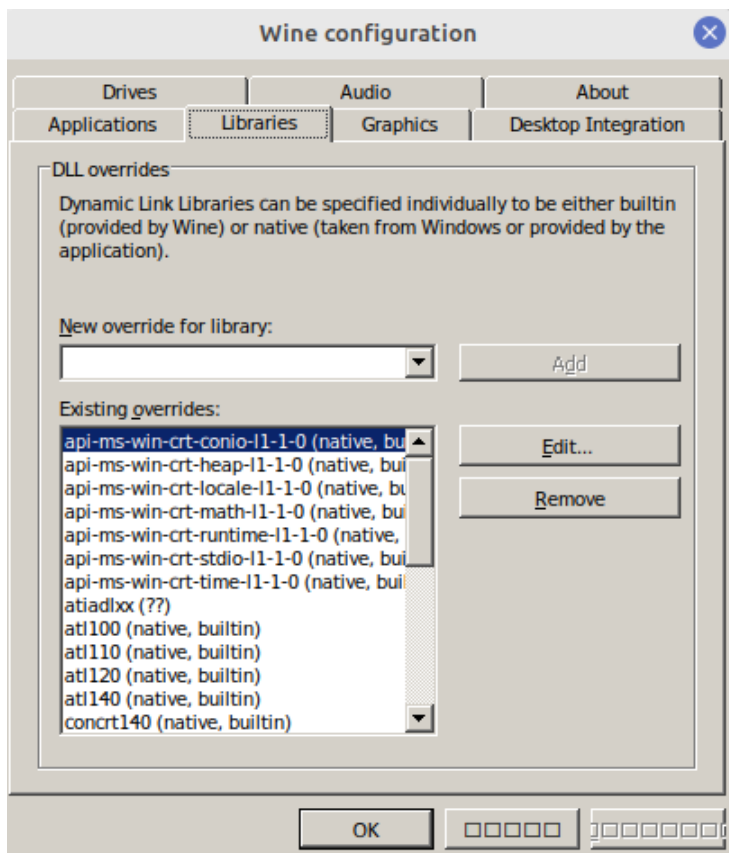 Wine configuration
Drives
Audio
About
Applications
Libraries
Graphics
Desktop Integration
DLL overrides
Dynamic Link Libraries can be specified individually to be either builtin
(provided by Wine) or native (taken from Windows or provided by the
application).
New override for library:
Add
Existing overrides:
api-ms-win-crt-conio-l1-1-0 (native, bu
api-ms-win-crt-heap-l1-1-0 (native, bui
api-ms-win-crt-locale-l1-1-0 (native, bu
api-ms-win-crt-math-l1-1-0 (native, bui
api-ms-win-crt-runtime-l1-1-0 (native,
api-ms-win-crt-stdio-l1-1-0 (native, bui
api-ms-win-crt-time-l1-1-0 (native, buil
atiadlxx (??)
atl100 (native, builtin)
atl110 (native, builtin)
atl120 (native, builtin)
atl140 (native, builtin)
concrt140 (native, builtin)
Edit...
Remove
OK